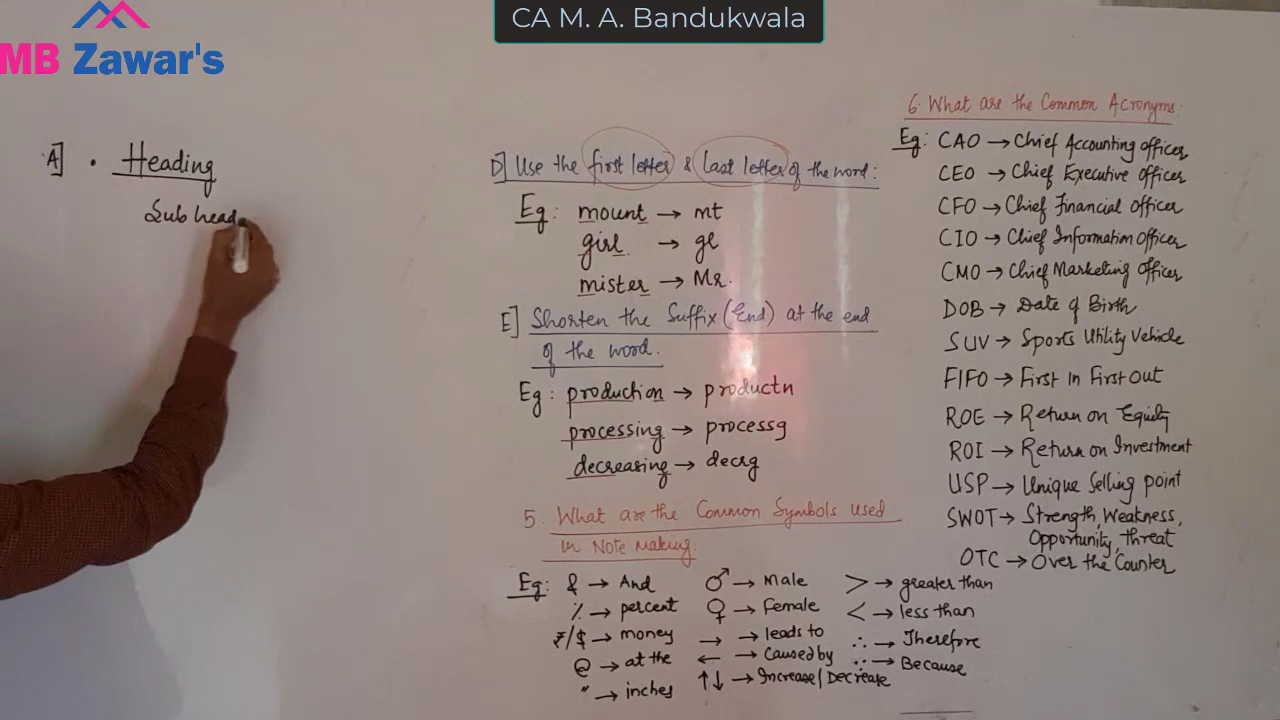 CA M. A. Bandukwala
MB Zawar's
A] • Heading
Sub head
D] Use the first letter & last letter of the word:
Eg: mount → mt
girl → gl
mister → Mr.
E] Shorten the Suffix (End) at the end
of the word.
Eg: production → productn
processing → processg
decreasing → decrg
5. What are the Common Symbols used
in Note Making:
Eg: & → And
% → percent
₹/$ → money
@ → at the
" → inches
♂ → Male
♀ → Female
→ → leads to
← → Caused by
↑↓ → Increase/Decrease
> → greater than
< → less than
∴ → Therefore
∵ → Because
6. What are the Common Acronyms:
Eg: CAO → Chief Accounting officer
CEO → Chief Executive officer
CFO → Chief Financial officer
CIO → Chief Information officer
CMO → Chief Marketing officer
DOB → Date of Birth
SUV → Sports Utility Vehicle
FIFO → First In First Out
ROE → Return on Equity
ROI → Return on Investment
USP → Unique Selling point
SWOT → Strength, Weakness,
Opportunity, threat
OTC → Over the Counter